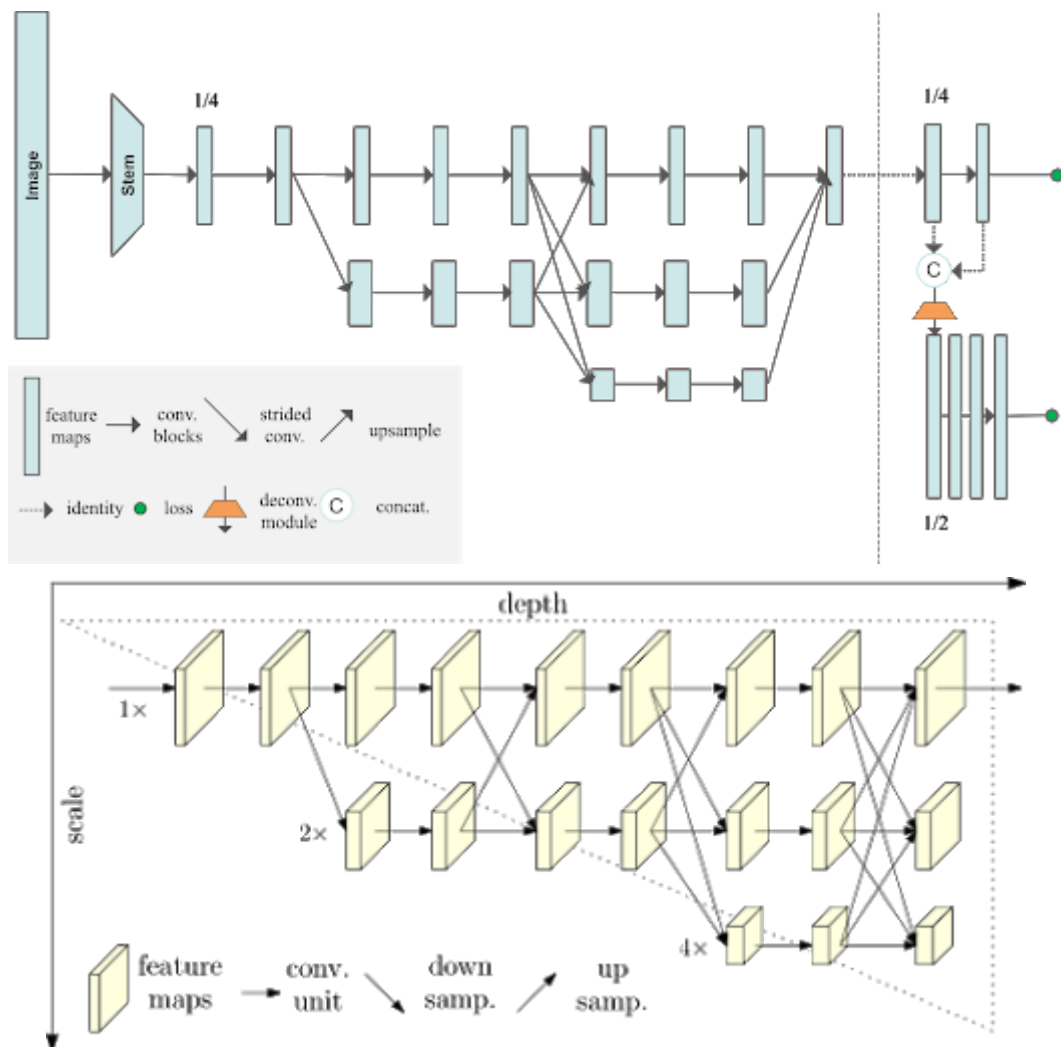 Image
Stem
1/4
1/4
C
1/2
feature
maps
conv.
blocks
strided
conv.
upsample
identity
loss
deconv.
module
C
concat.
depth
scale
1×
2×
4×
feature
maps
conv.
unit
down
samp.
up
samp.